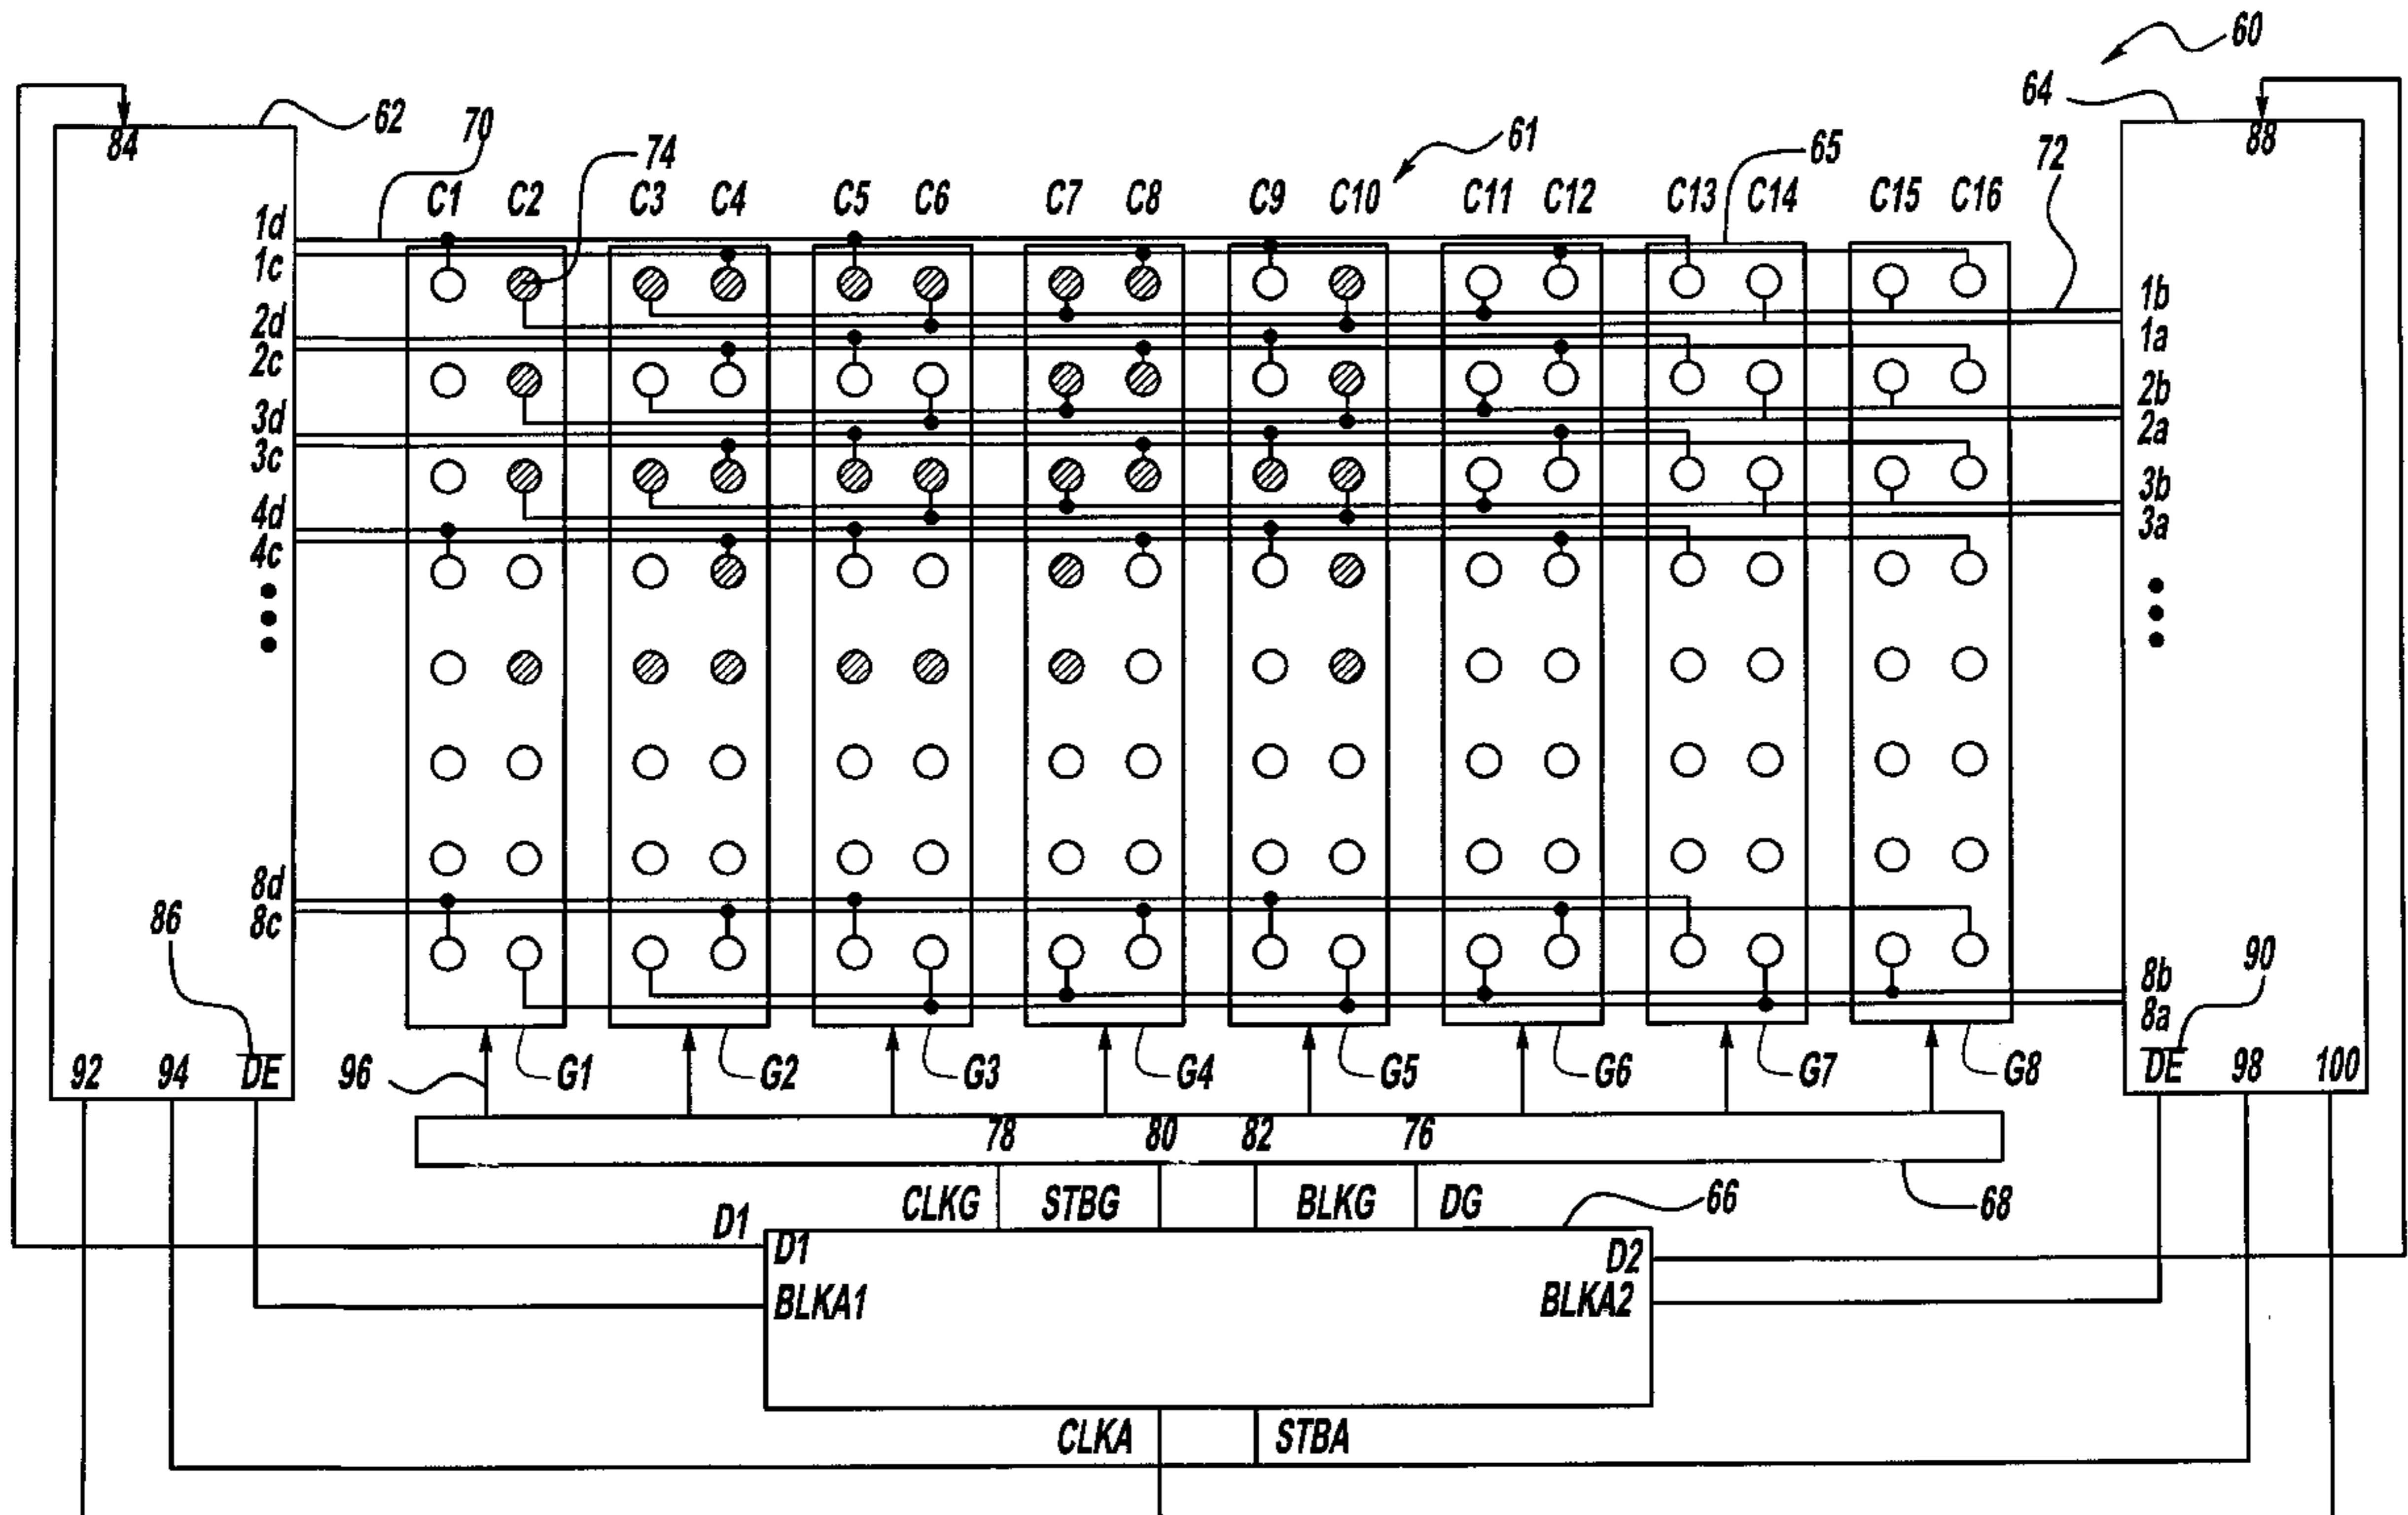 60
62
64
84
70
74
61
65
72
88
C1 C2 C3 C4 C5 C6 C7 C8 C9 C10 C11 C12 C13 C14 C15 C16
1d
1c
2d
2c
3d
3c
4d
4c
8d
8c
1b
1a
2b
2a
3b
3a
8b
8a
86
90
92 94 DE
96
G1 G2 G3 G4 G5 G6 G7 G8
DE 98 100
78 80 82 76
CLKG STBG BLKG DG
66
68
D1
D1
D2
BLKA1
BLKA2
CLKA STBA